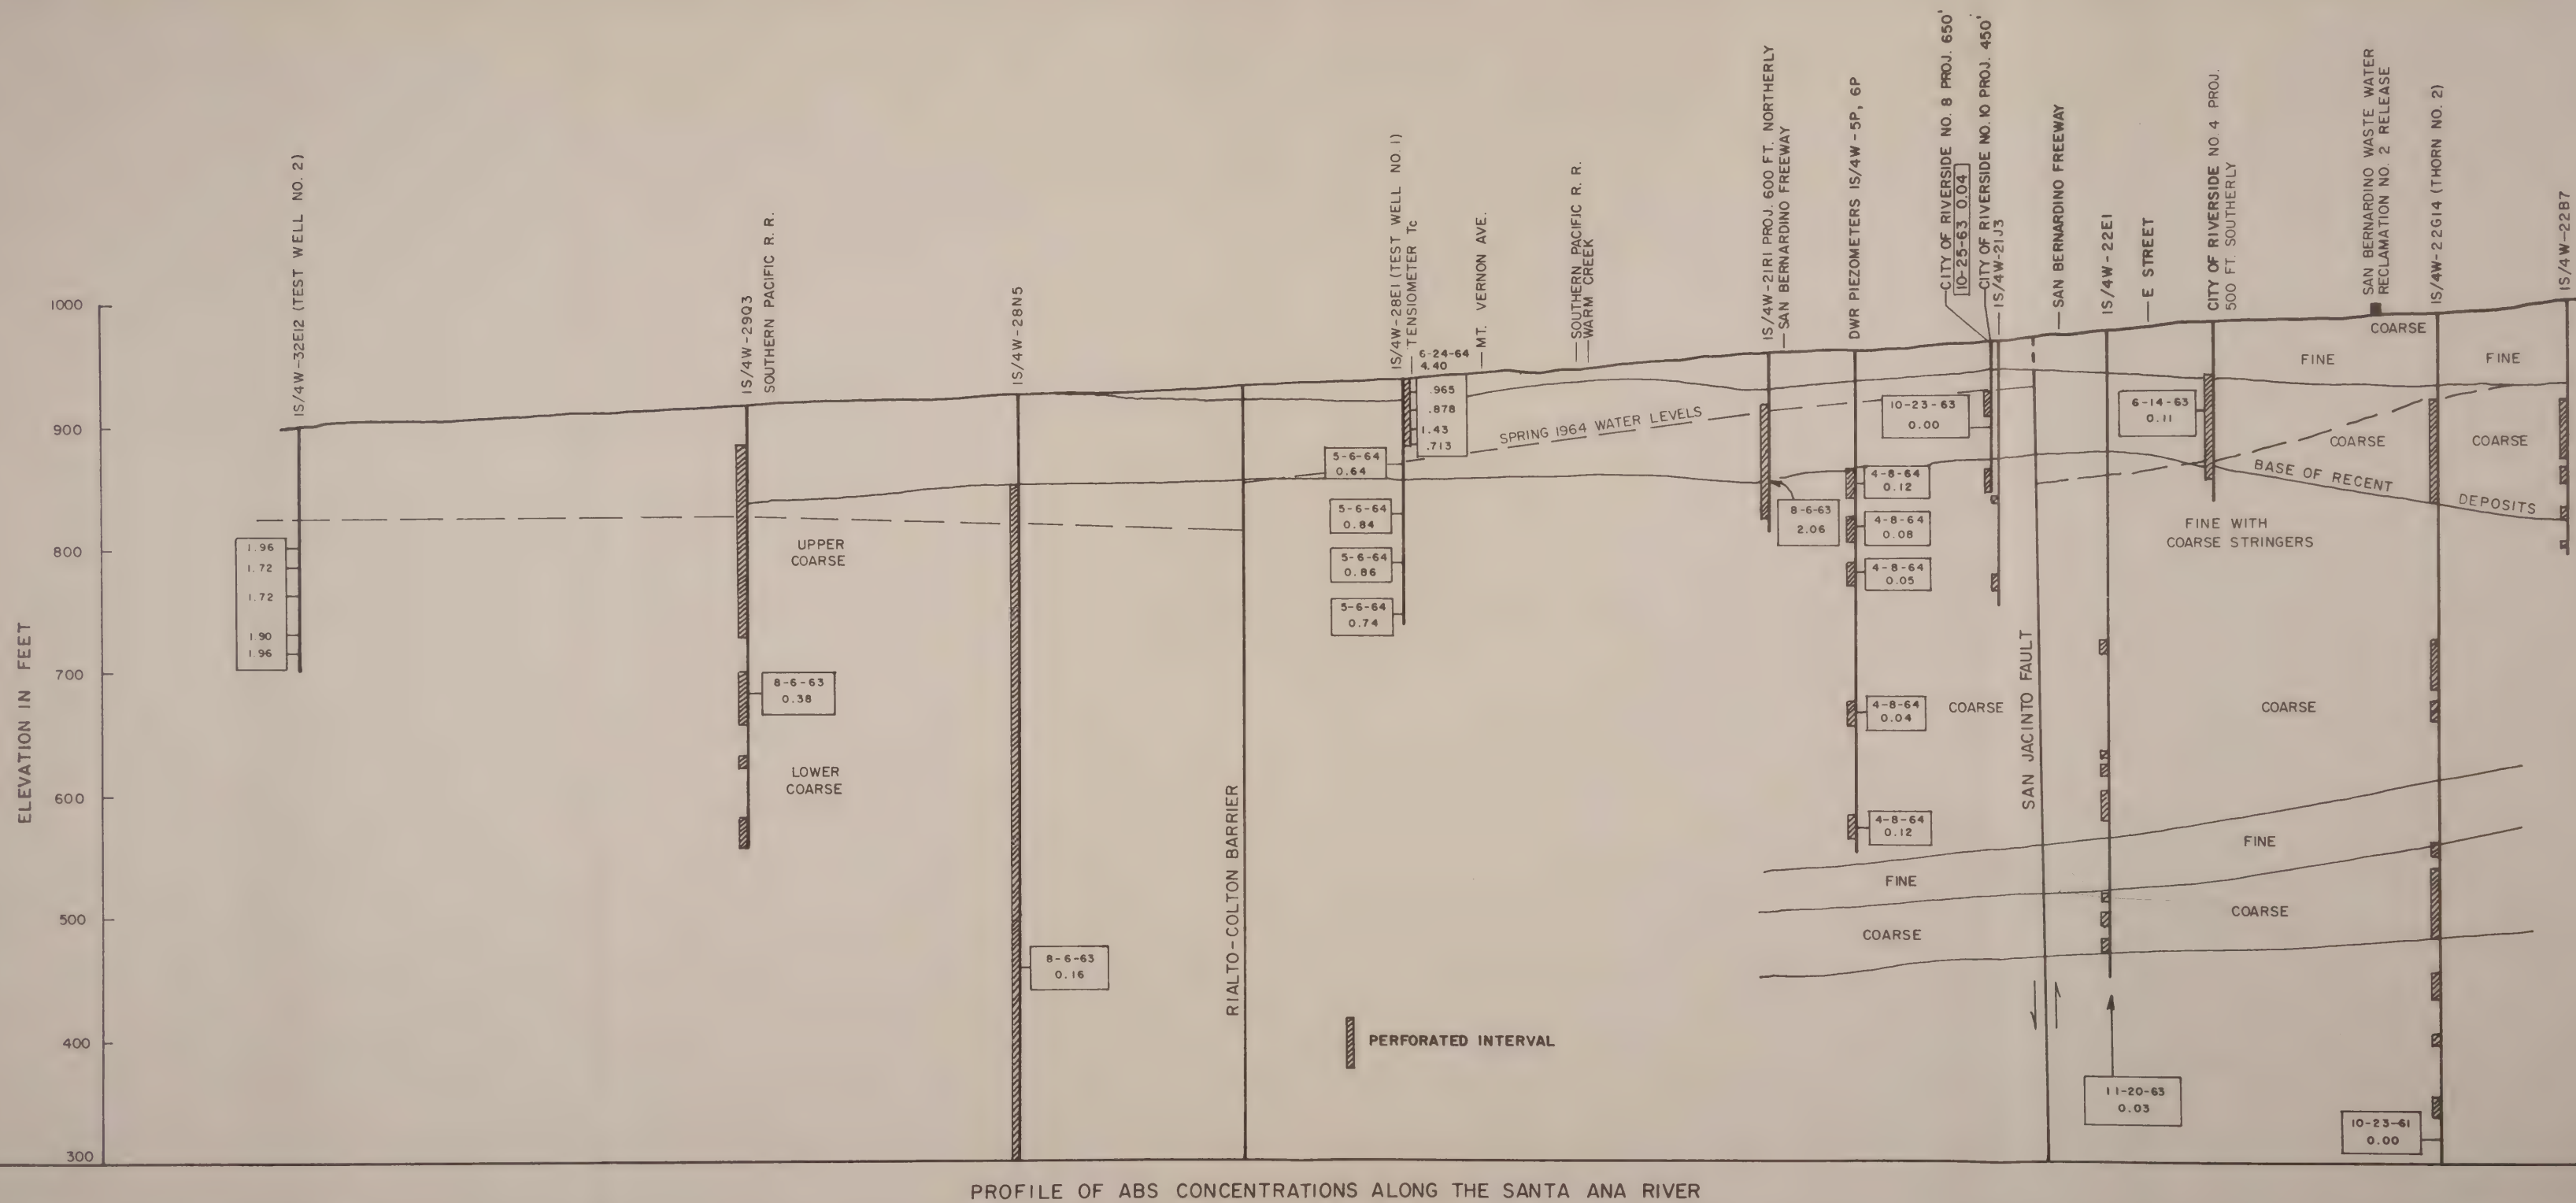 IS/4W-32E12 (TEST WELL NO. 2)
IS/4W-29Q3
SOUTHERN PACIFIC R. R.
IS/4W-28N5
IS/4W-28E1 (TEST WELL NO. 1)
TENSIOMETER Tc
MT. VERNON AVE.
SOUTHERN PACIFIC R. R.
WARM CREEK
IS/4W-21R1 PROJ. 600 FT. NORTHERLY
SAN BERNARDINO FREEWAY
DWR PIEZOMETERS IS/4W-5P, 6P
CITY OF RIVERSIDE NO. 8 PROJ. 650'
10-25-63 0.04
CITY OF RIVERSIDE NO. 10 PROJ. 450'
IS/4W-21J3
SAN BERNARDINO FREEWAY
IS/4W-22E1
E STREET
CITY OF RIVERSIDE NO. 4 PROJ.
500 FT. SOUTHERLY
SAN BERNARDINO WASTE WATER
RECLAMATION NO. 2 RELEASE
IS/4W-22G14 (THORN NO. 2)
IS/4W-22B7
ELEVATION IN FEET
1000
900
800
700
600
500
400
300
1.96
1.72
1.72
1.90
1.96
UPPER
COARSE
8-6-63
0.38
LOWER
COARSE
8-6-63
0.16
RIALTO-COLTON BARRIER
6-24-64
4.40
.965
.878
1.43
.713
5-6-64
0.64
5-6-64
0.84
5-6-64
0.86
5-6-64
0.74
SPRING 1964 WATER LEVELS
8-6-63
2.06
4-8-64
0.12
4-8-64
0.08
4-8-64
0.05
4-8-64
0.04
4-8-64
0.12
10-23-63
0.00
COARSE
FINE
COARSE
SAN JACINTO FAULT
6-14-63
0.11
COARSE
FINE
FINE
COARSE
COARSE
BASE OF RECENT DEPOSITS
FINE WITH
COARSE STRINGERS
COARSE
FINE
COARSE
11-20-63
0.03
10-23-61
0.00
PERFORATED INTERVAL
PROFILE OF ABS CONCENTRATIONS ALONG THE SANTA ANA RIVER